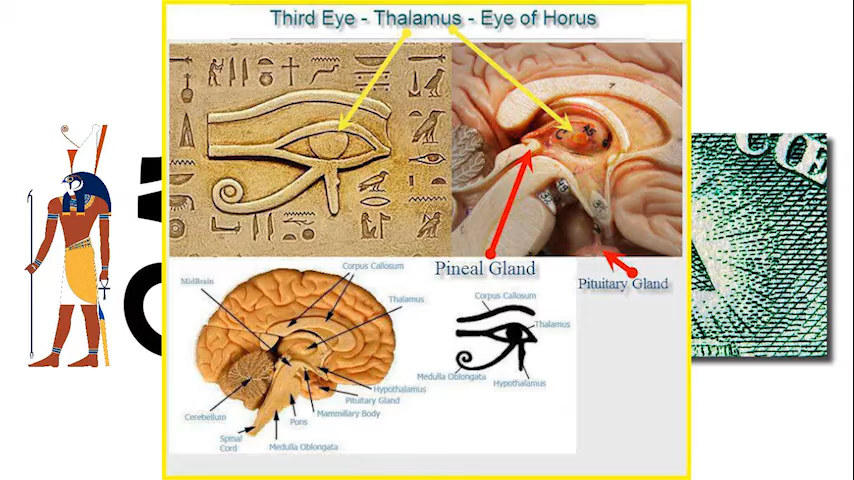 Third Eye - Thalamus - Eye of Horus
Pineal Gland
Pituitary Gland
Corpus Callosum
MidBrain
Thalamus
Hypothalamus
Pituitary Gland
Mammillary Body
Pons
Cerebellum
Spinal
Cord
Medulla Oblongata
Corpus Callosum
Thalamus
Medulla Oblongata
Hypothalamus